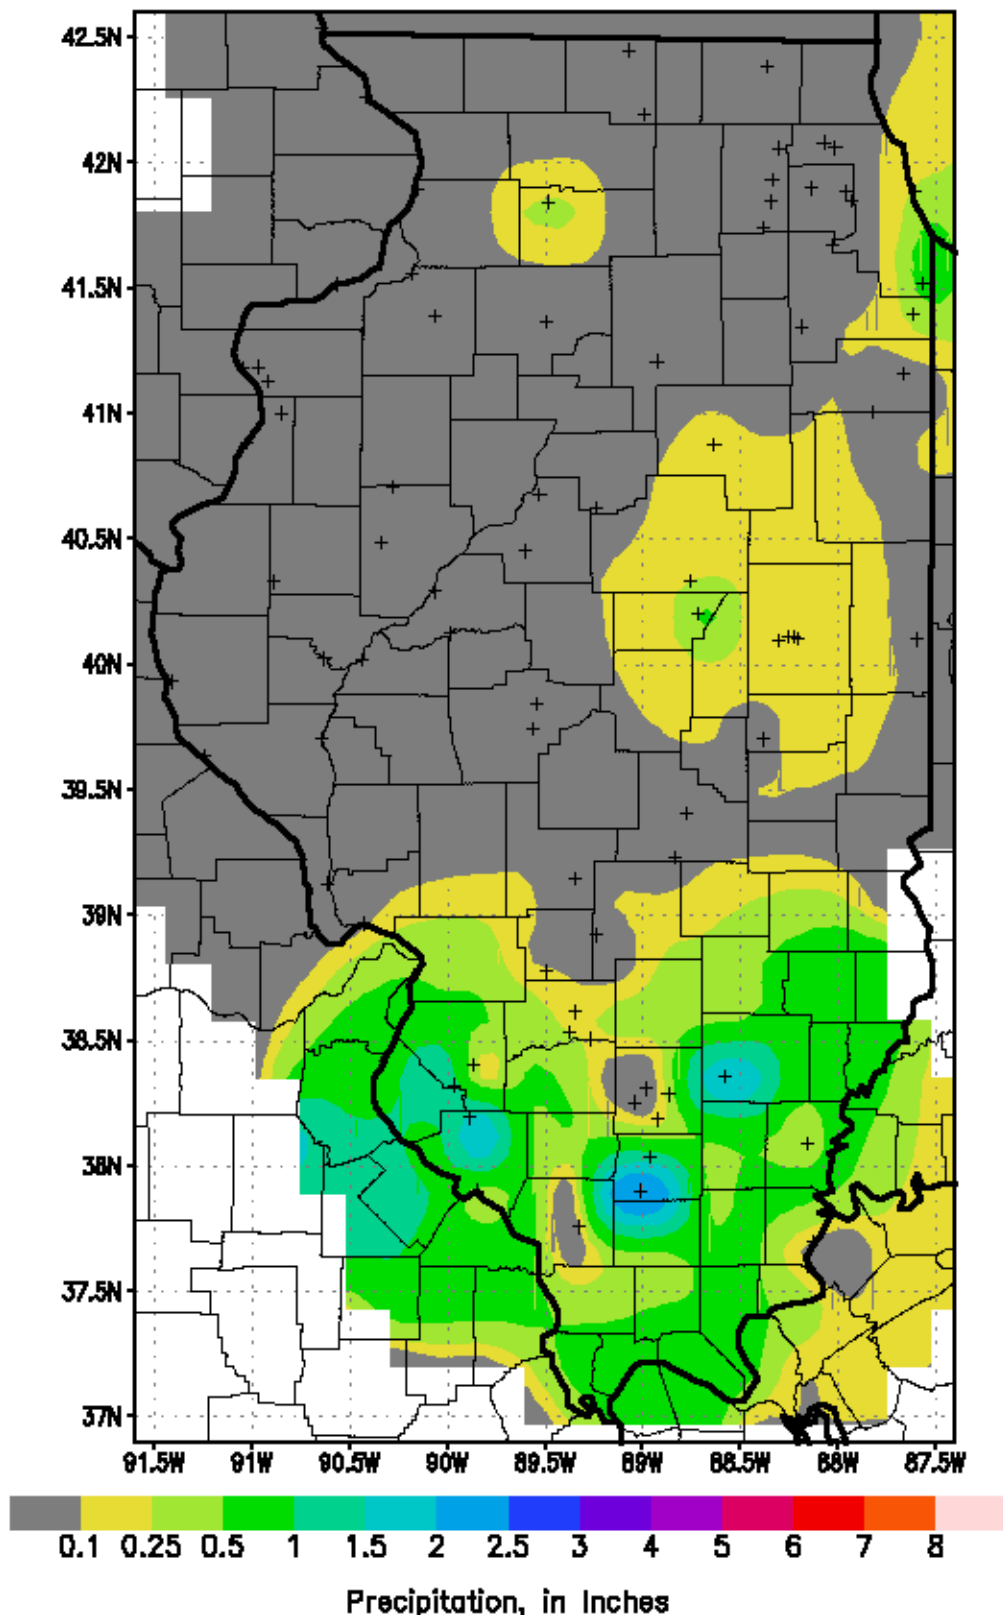 42.5N
42N
41.5N
41N
40.5N
40N
39.5N
39N
38.5N
38N
37.5N
37N
91.5W 91W 90.5W 90W 89.5W 89W 88.5W 88W 87.5W
0.1 0.25 0.5 1 1.5 2 2.5 3 4 5 6 7 8
Precipitation, in Inches